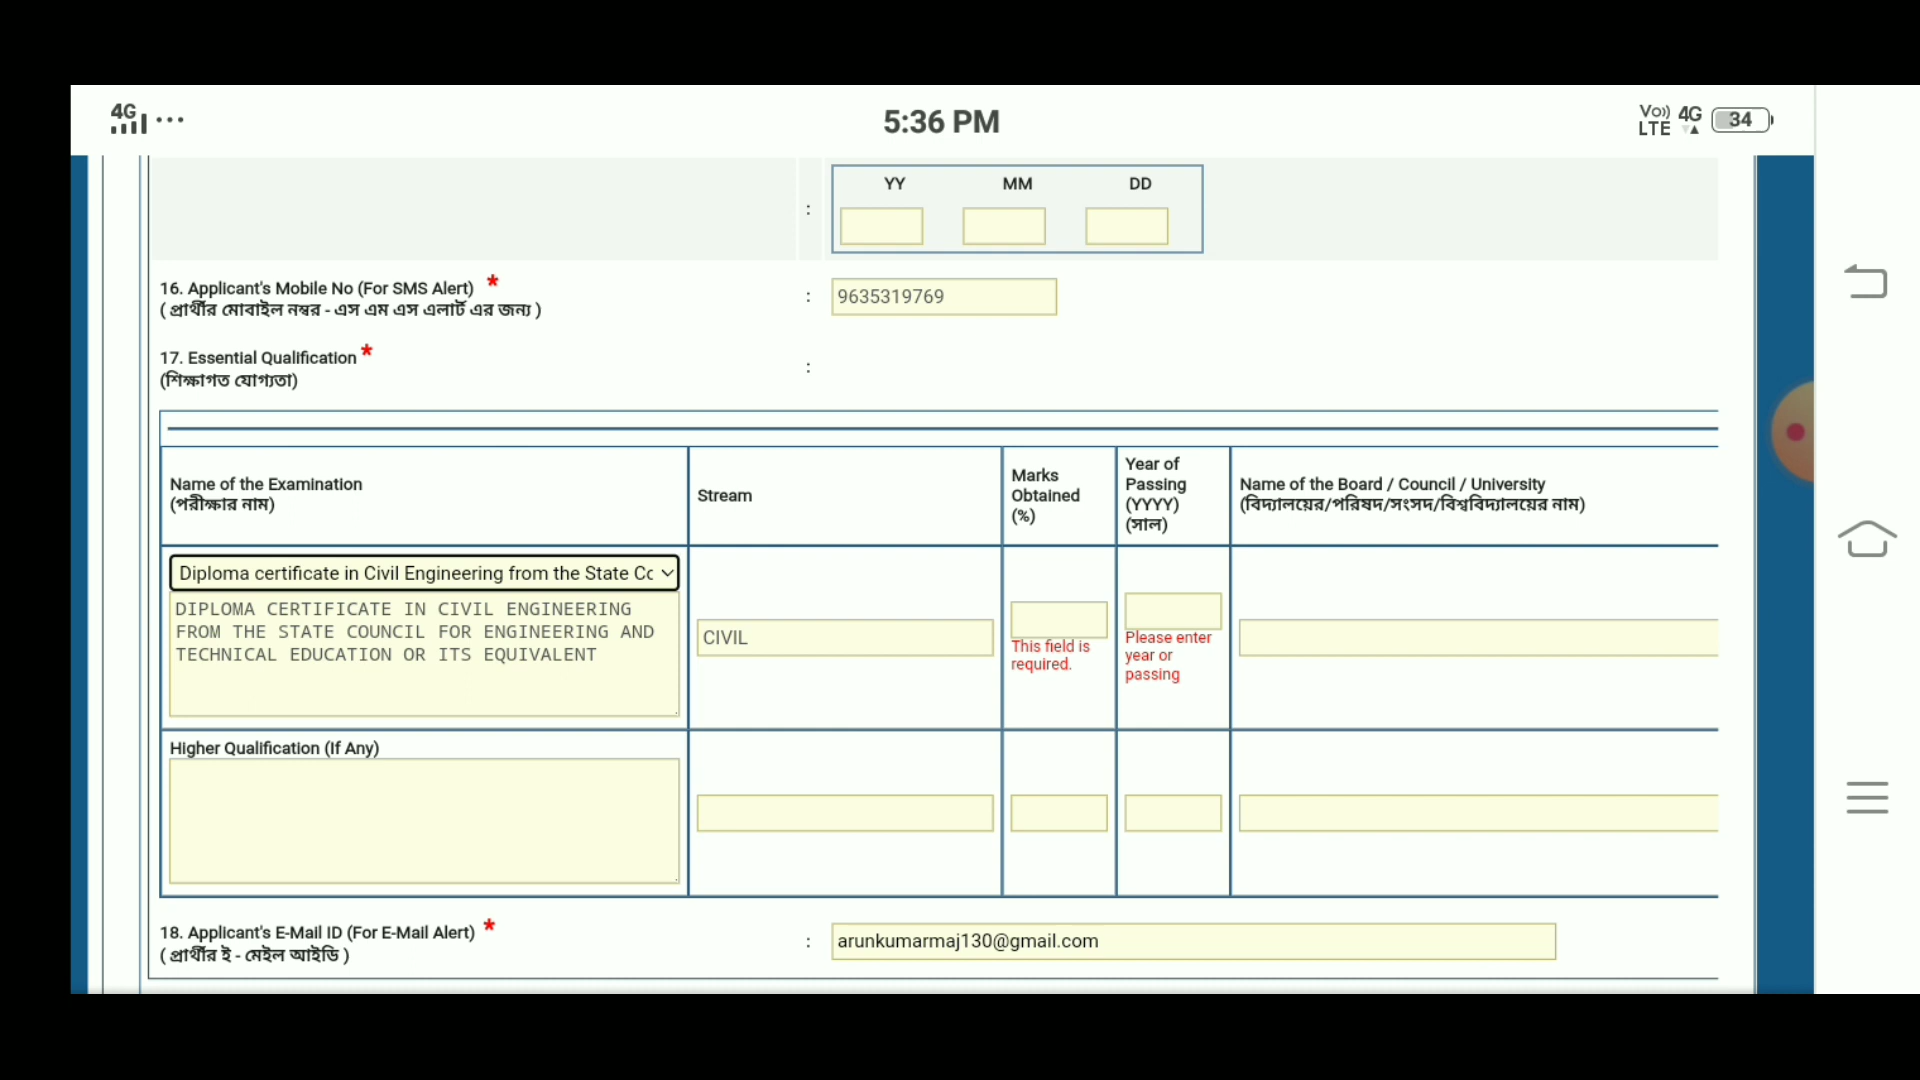 4G ...
5:36 PM
Vo)) LTE 4G 34
YY MM DD
:
16. Applicant's Mobile No (For SMS Alert) *
( প্রার্থীর মোবাইল নম্বর - এস এম এস এলার্ট এর জন্য )
: 9635319769
17. Essential Qualification *
(শিক্ষাগত যোগ্যতা)
:
Name of the Examination
(পরীক্ষার নাম)
Stream
Marks
Obtained
(%)
Year of
Passing
(YYYY)
(সাল)
Name of the Board / Council / University
(বিদ্যালয়ের/পরিষদ/সংসদ/বিশ্ববিদ্যালয়ের নাম)
Diploma certificate in Civil Engineering from the State Cc
DIPLOMA CERTIFICATE IN CIVIL ENGINEERING
FROM THE STATE COUNCIL FOR ENGINEERING AND
TECHNICAL EDUCATION OR ITS EQUIVALENT
CIVIL
This field is
required.
Please enter
year or
passing
Higher Qualification (If Any)
18. Applicant's E-Mail ID (For E-Mail Alert) *
( প্রার্থীর ই - মেইল আইডি )
: arunkumarmaj130@gmail.com